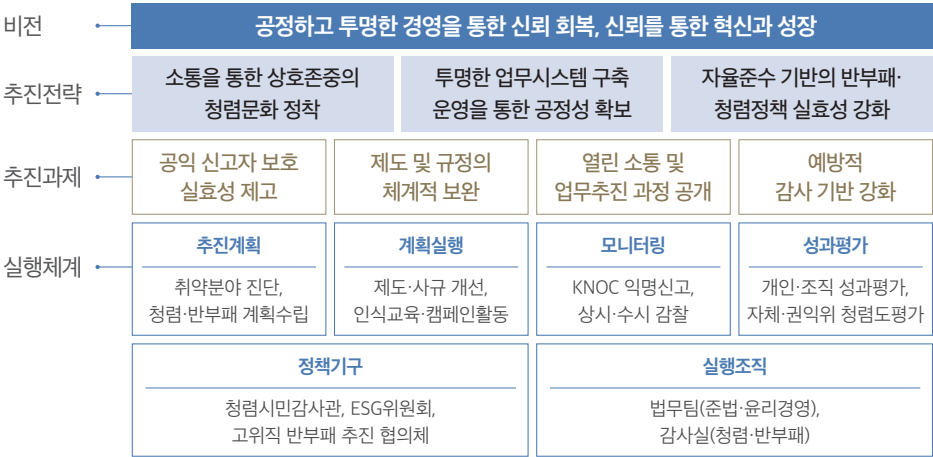 비전
공정하고 투명한 경영을 통한 신뢰 회복, 신뢰를 통한 혁신과 성장
추진전략
소통을 통한 상호존중의
청렴문화 정착
투명한 업무시스템 구축
운영을 통한 공정성 확보
자율준수 기반의 반부패·
청렴정책 실효성 강화
추진과제
공익 신고자 보호
실효성 제고
제도 및 규정의
체계적 보완
열린 소통 및
업무추진 과정 공개
예방적
감사 기반 강화
실행체계
추진계획
취약분야 진단,
청렴·반부패 계획수립
계획실행
제도·사규 개선,
인식교육·캠페인활동
모니터링
KNOC 익명신고,
상시·수시 감찰
성과평가
개인·조직 성과평가,
자체·권익위 청렴도평가
정책기구
청렴시민감사관, ESG위원회,
고위직 반부패 추진 협의체
실행조직
법무팀(준법·윤리경영),
감사실(청렴·반부패)